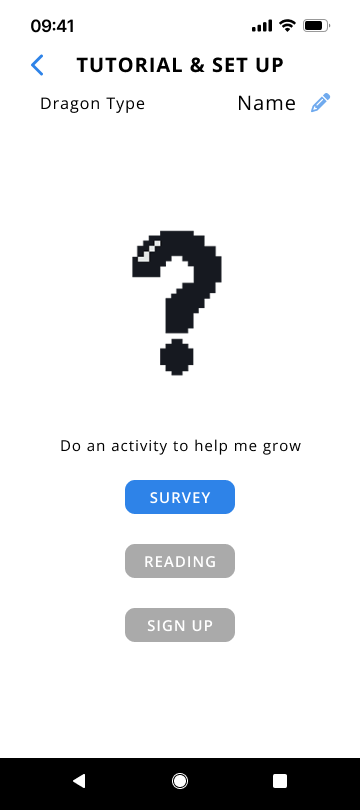 09:41
TUTORIAL & SET UP
Dragon Type
Name
?
Do an activity to help me grow
SURVEY
READING
SIGN UP